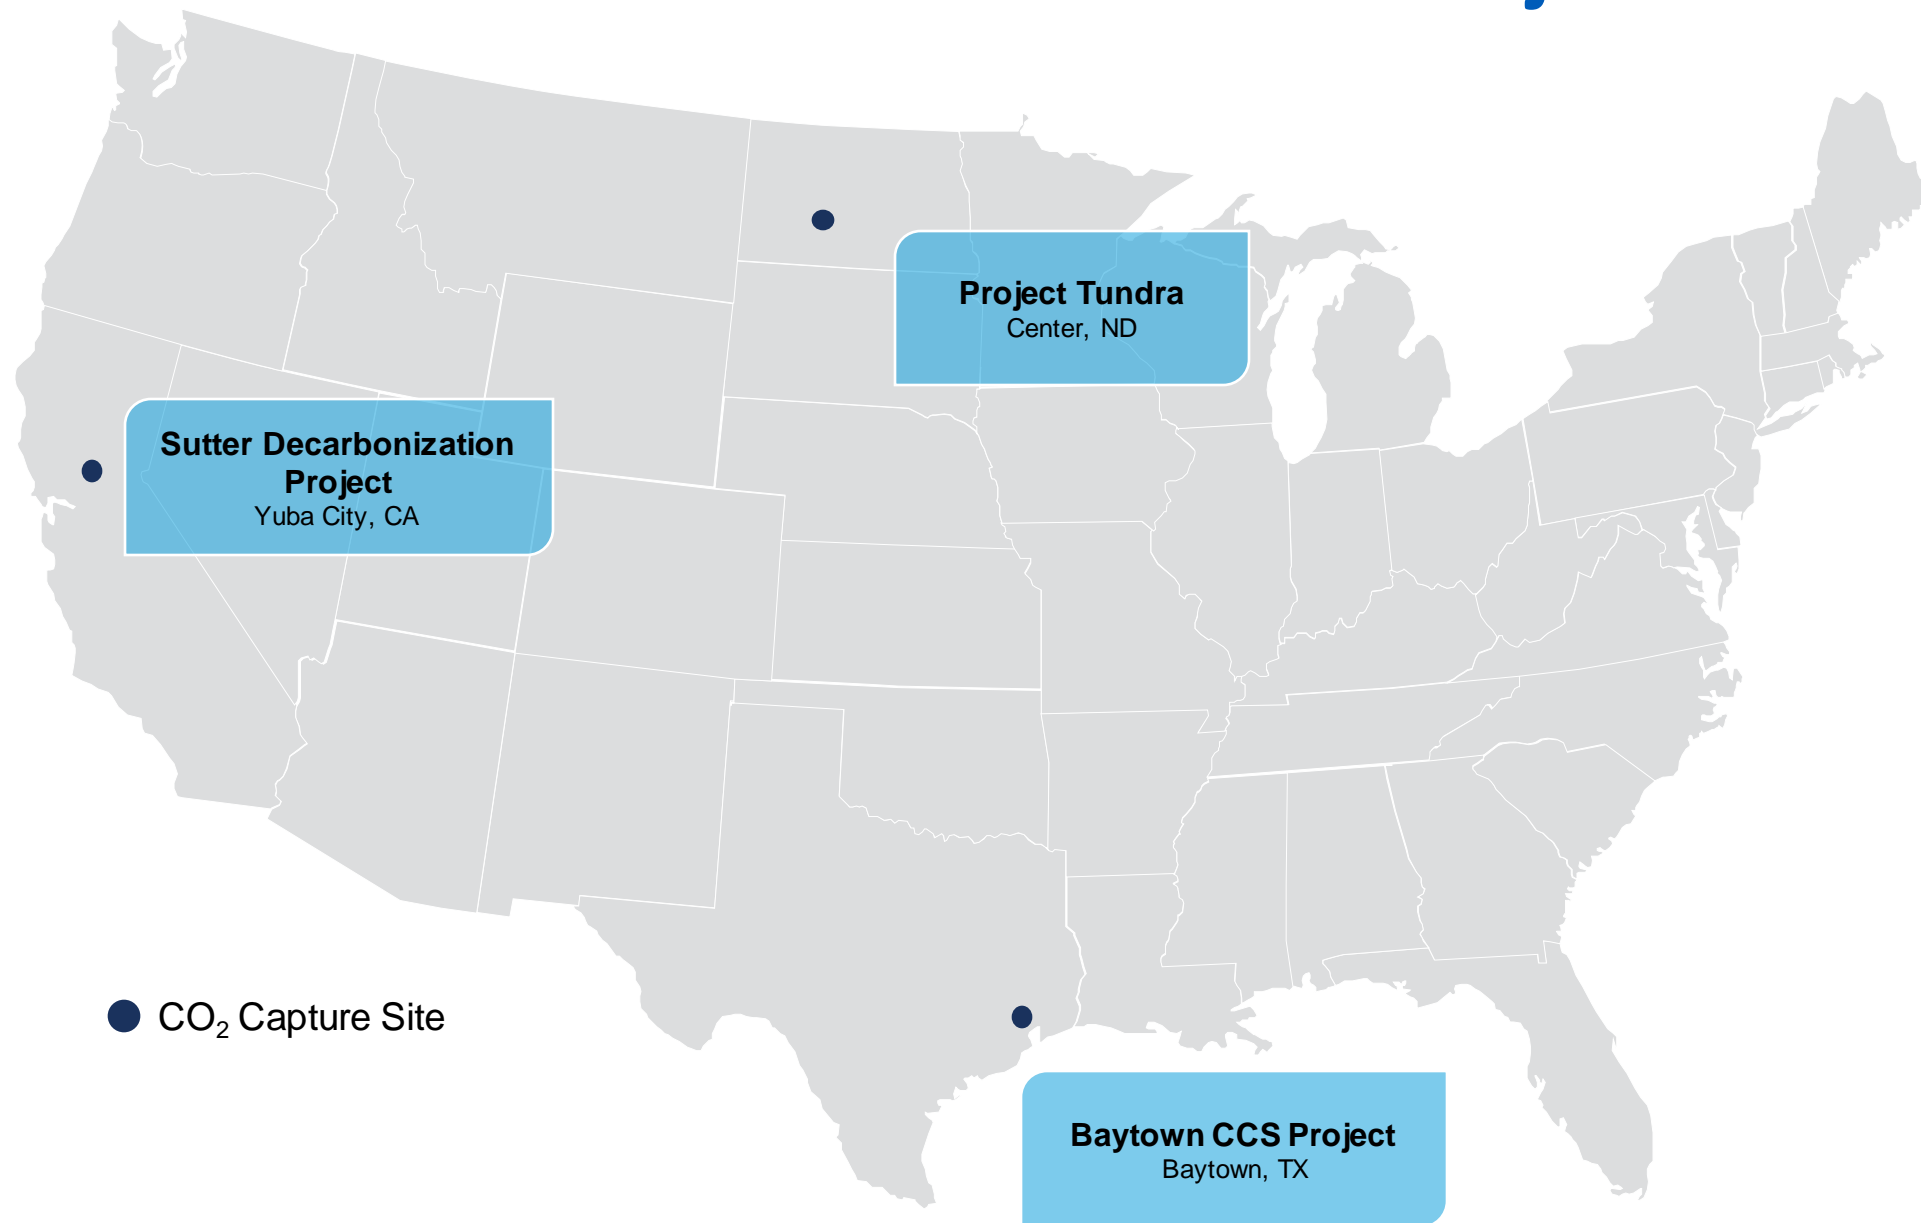 Project Tundra
Center, ND
Sutter Decarbonization
Project
Yuba City, CA
CO₂ Capture Site
Baytown CCS Project
Baytown, TX